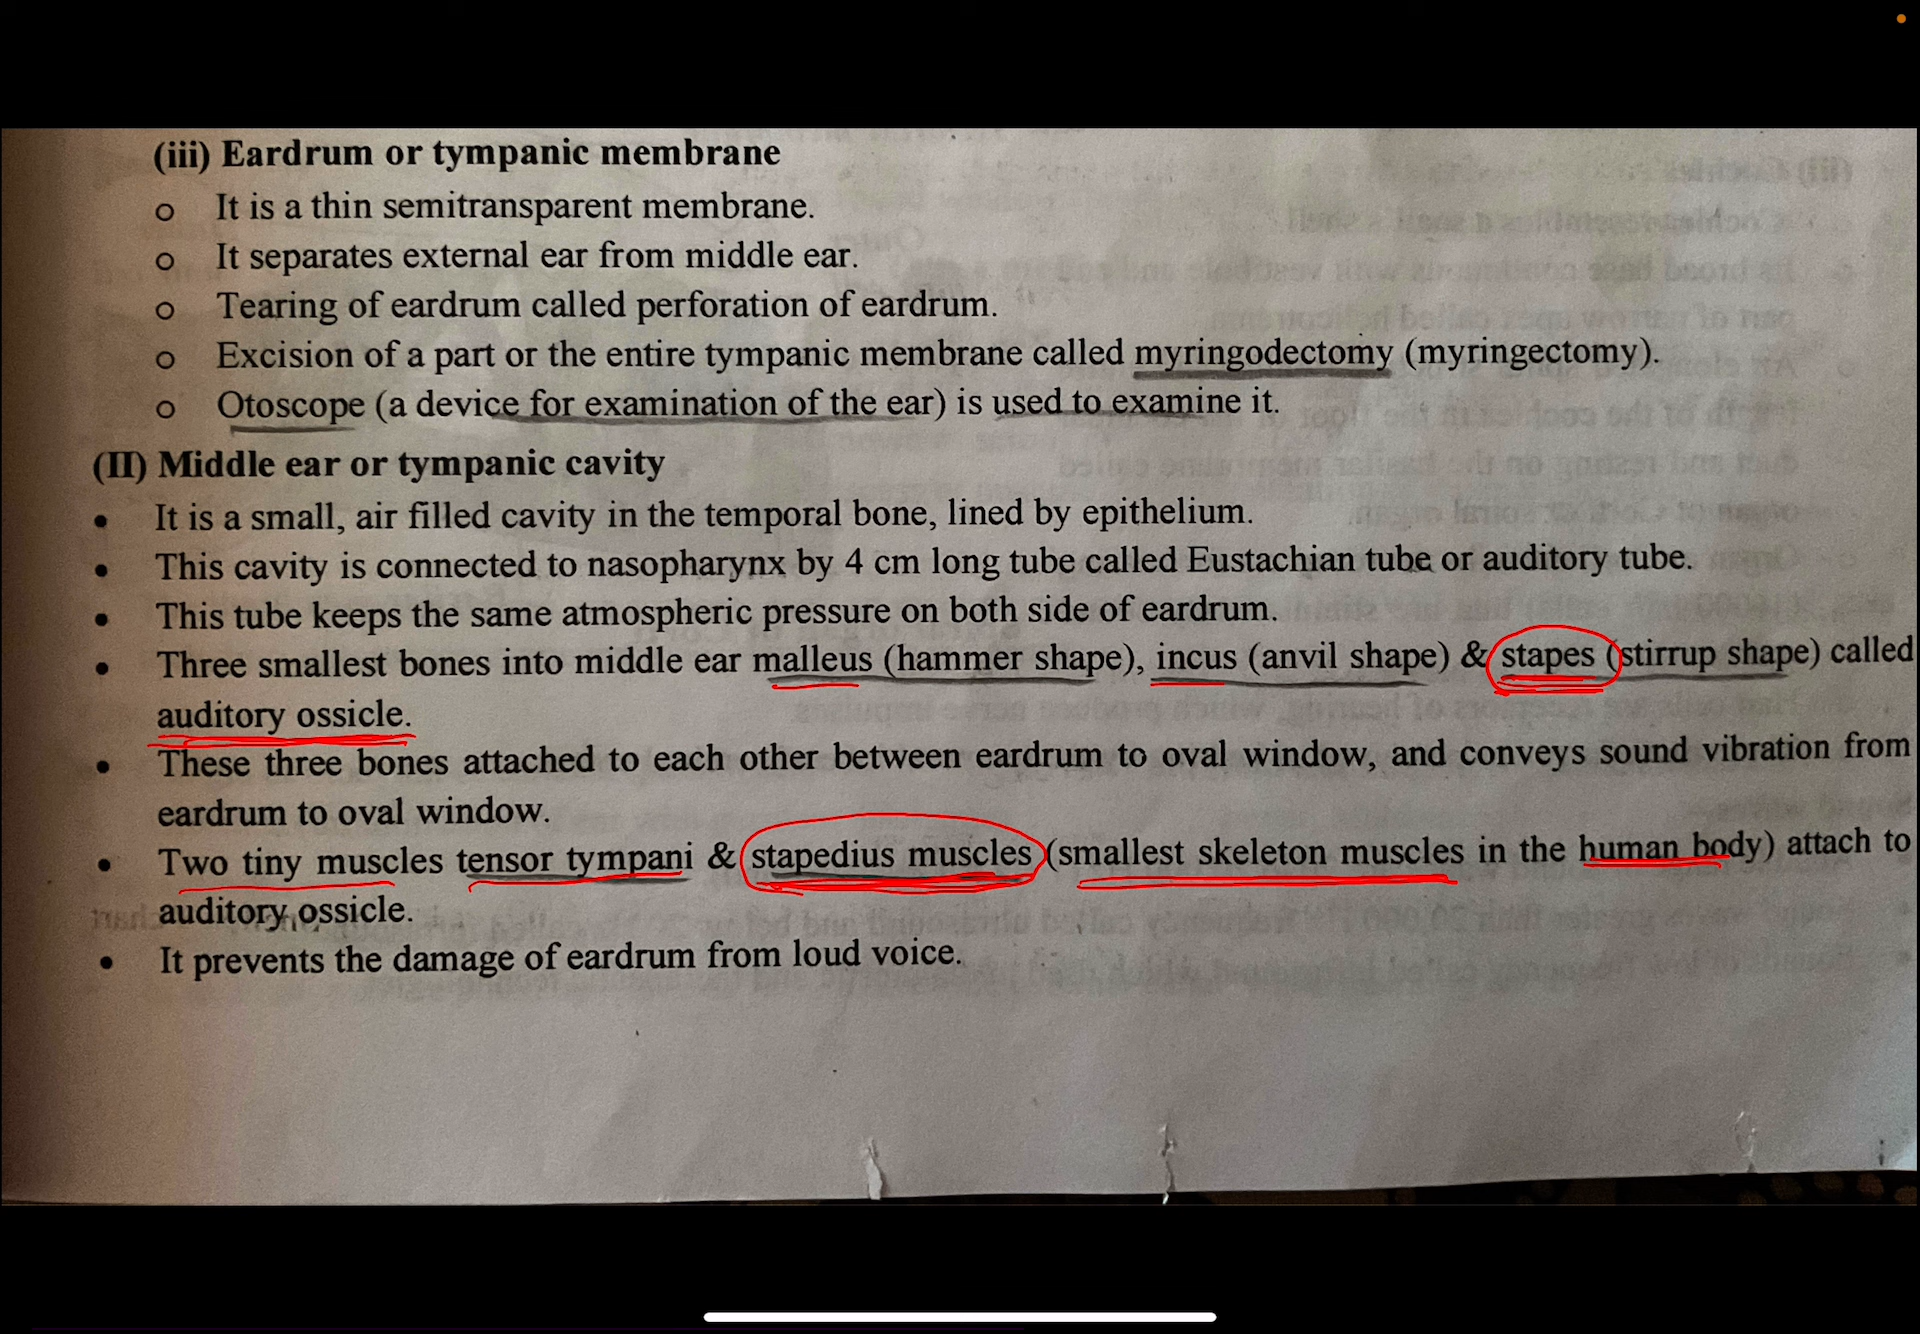 (iii) Eardrum or tympanic membrane
o It is a thin semitransparent membrane.
o It separates external ear from middle ear.
o Tearing of eardrum called perforation of eardrum.
o Excision of a part or the entire tympanic membrane called myringodectomy (myringectomy).
o Otoscope (a device for examination of the ear) is used to examine it.
(II) Middle ear or tympanic cavity
• It is a small, air filled cavity in the temporal bone, lined by epithelium.
• This cavity is connected to nasopharynx by 4 cm long tube called Eustachian tube or auditory tube.
• This tube keeps the same atmospheric pressure on both side of eardrum.
• Three smallest bones into middle ear malleus (hammer shape), incus (anvil shape) & stapes (stirrup shape) called
auditory ossicle.
• These three bones attached to each other between eardrum to oval window, and conveys sound vibration from
eardrum to oval window.
• Two tiny muscles tensor tympani & stapedius muscles (smallest skeleton muscles in the human body) attach to
auditory ossicle.
• It prevents the damage of eardrum from loud voice.